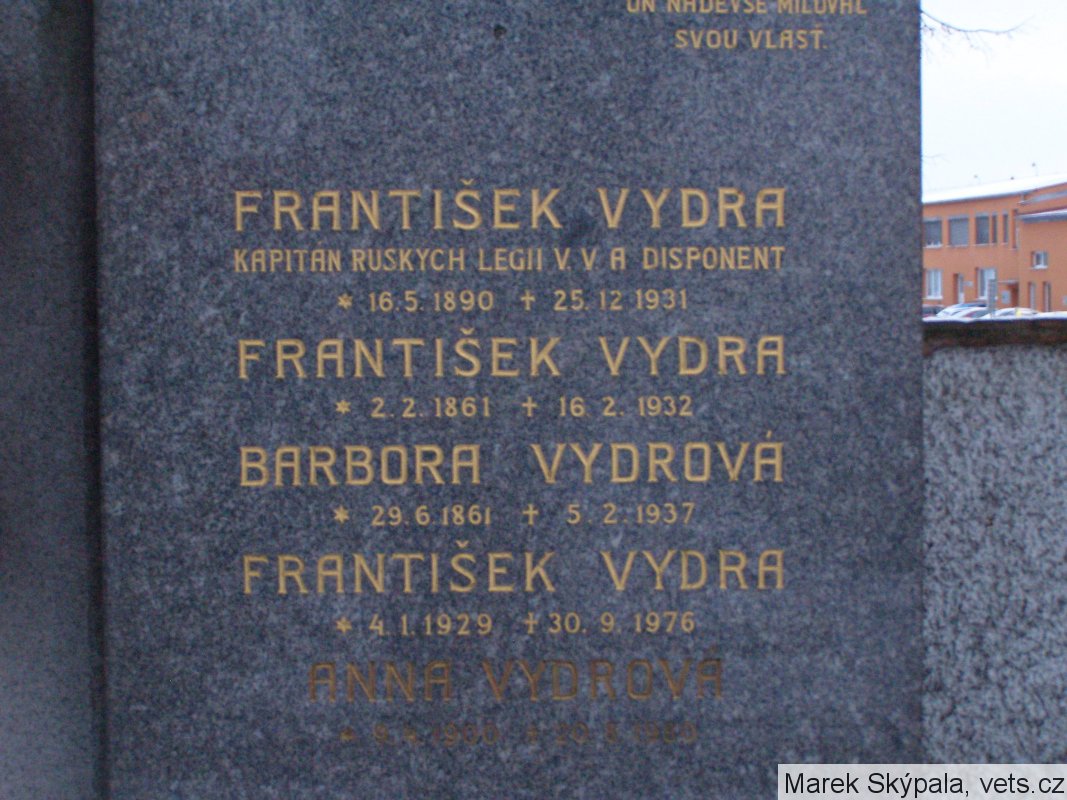 ON NADEVŠE MILOVAL
SVOU VLASŤ.
FRANTIŠEK VYDRA
KAPITÁN RUSKYCH LEGII V. V A DISPONENT
* 16. 5. 1890 † 25. 12 1931
FRANTIŠEK VYDRA
* 2. 2. 1861 † 16 2. 1932
BARBORA VYDROVÁ
* 29. 6. 1861 † 5. 2. 1937
FRANTIŠEK VYDRA
* 4. 1. 1929 † 30. 9. 1976
ANNA VYDROVÁ
Marek Skýpala, vets.cz